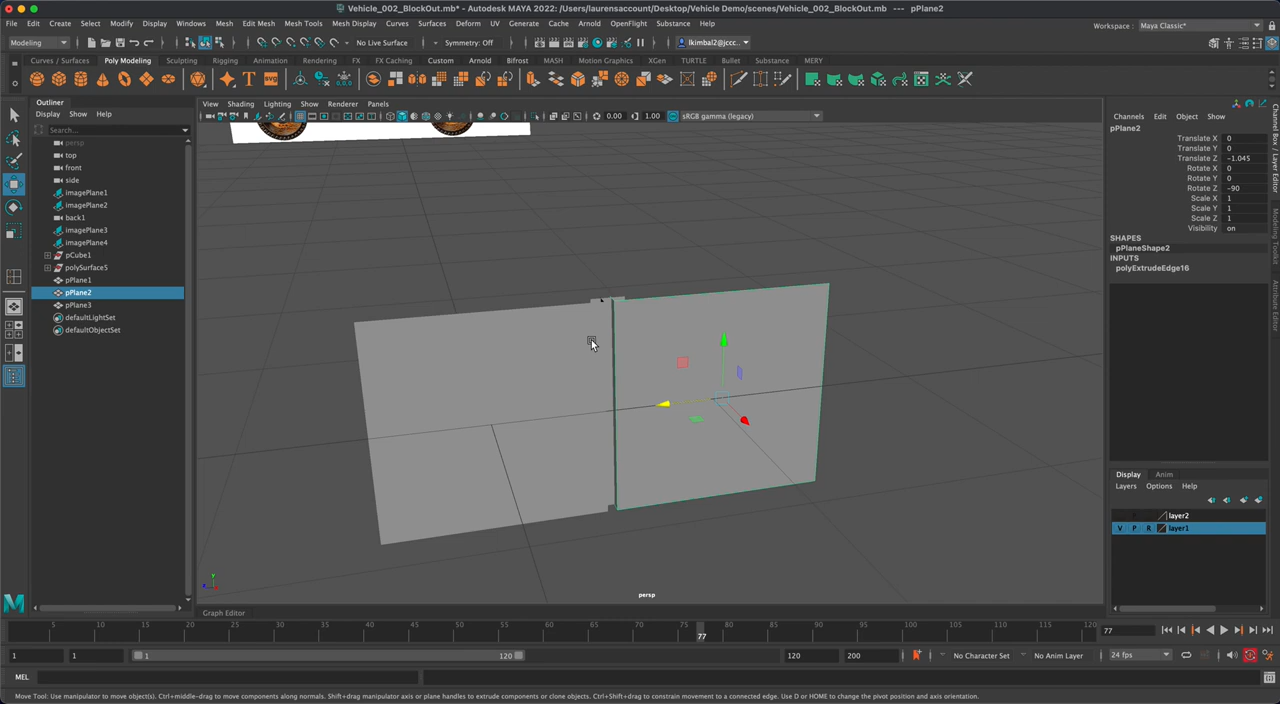 Vehicle_002_BlockOut.mb* - Autodesk MAYA 2022: /Users/laurensaccount/Desktop/Vehicle Demo/scenes/Vehicle_002_BlockOut.mb --- pPlane2
File Edit Create Select Modify Display Windows Mesh Edit Mesh Mesh Tools Mesh Display Curves Surfaces Deform UV Generate Cache Arnold OpenFlight Substance Help
Workspace : Maya Classic*
Modeling No Live Surface Symmetry: Off lkimbal2@jccc...
Curves / Surfaces Poly Modeling Sculpting Rigging Animation Rendering FX FX Caching Custom Arnold Bifrost MASH Motion Graphics XGen TURTLE Bullet Substance MERY
Outliner
Display Show Help
Search...
persp
top
front
side
imagePlane1
imagePlane2
back1
imagePlane3
imagePlane4
pCube1
polySurface5
pPlane1
pPlane2
pPlane3
defaultLightSet
defaultObjectSet
View Shading Lighting Show Renderer Panels
0.00 1.00 sRGB gamma (legacy)
persp
Channels Edit Object Show
pPlane2
Translate X 0
Translate Y 0
Translate Z -1.045
Rotate X 0
Rotate Y 0
Rotate Z -90
Scale X 1
Scale Y 1
Scale Z 1
Visibility on
SHAPES
pPlaneShape2
INPUTS
polyExtrudeEdge16
Channel Box / Layer Editor
Modeling Toolkit
Attribute Editor
Display Anim
Layers Options Help
layer2
V P R layer1
Graph Editor
5 10 15 20 25 30 35 40 45 50 55 60 65 70 75 80 85 90 95 100 105 110 115 120
77
77
1 1 1 120 120 200 No Character Set No Anim Layer 24 fps
MEL
Move Tool: Use manipulator to move object(s). Ctrl+middle-drag to move components along normals. Shift+drag manipulator axis or plane handles to extrude components or clone objects. Ctrl+Shift+drag to constrain movement to a connected edge. Use D or HOME to change the pivot position and axis orientation.